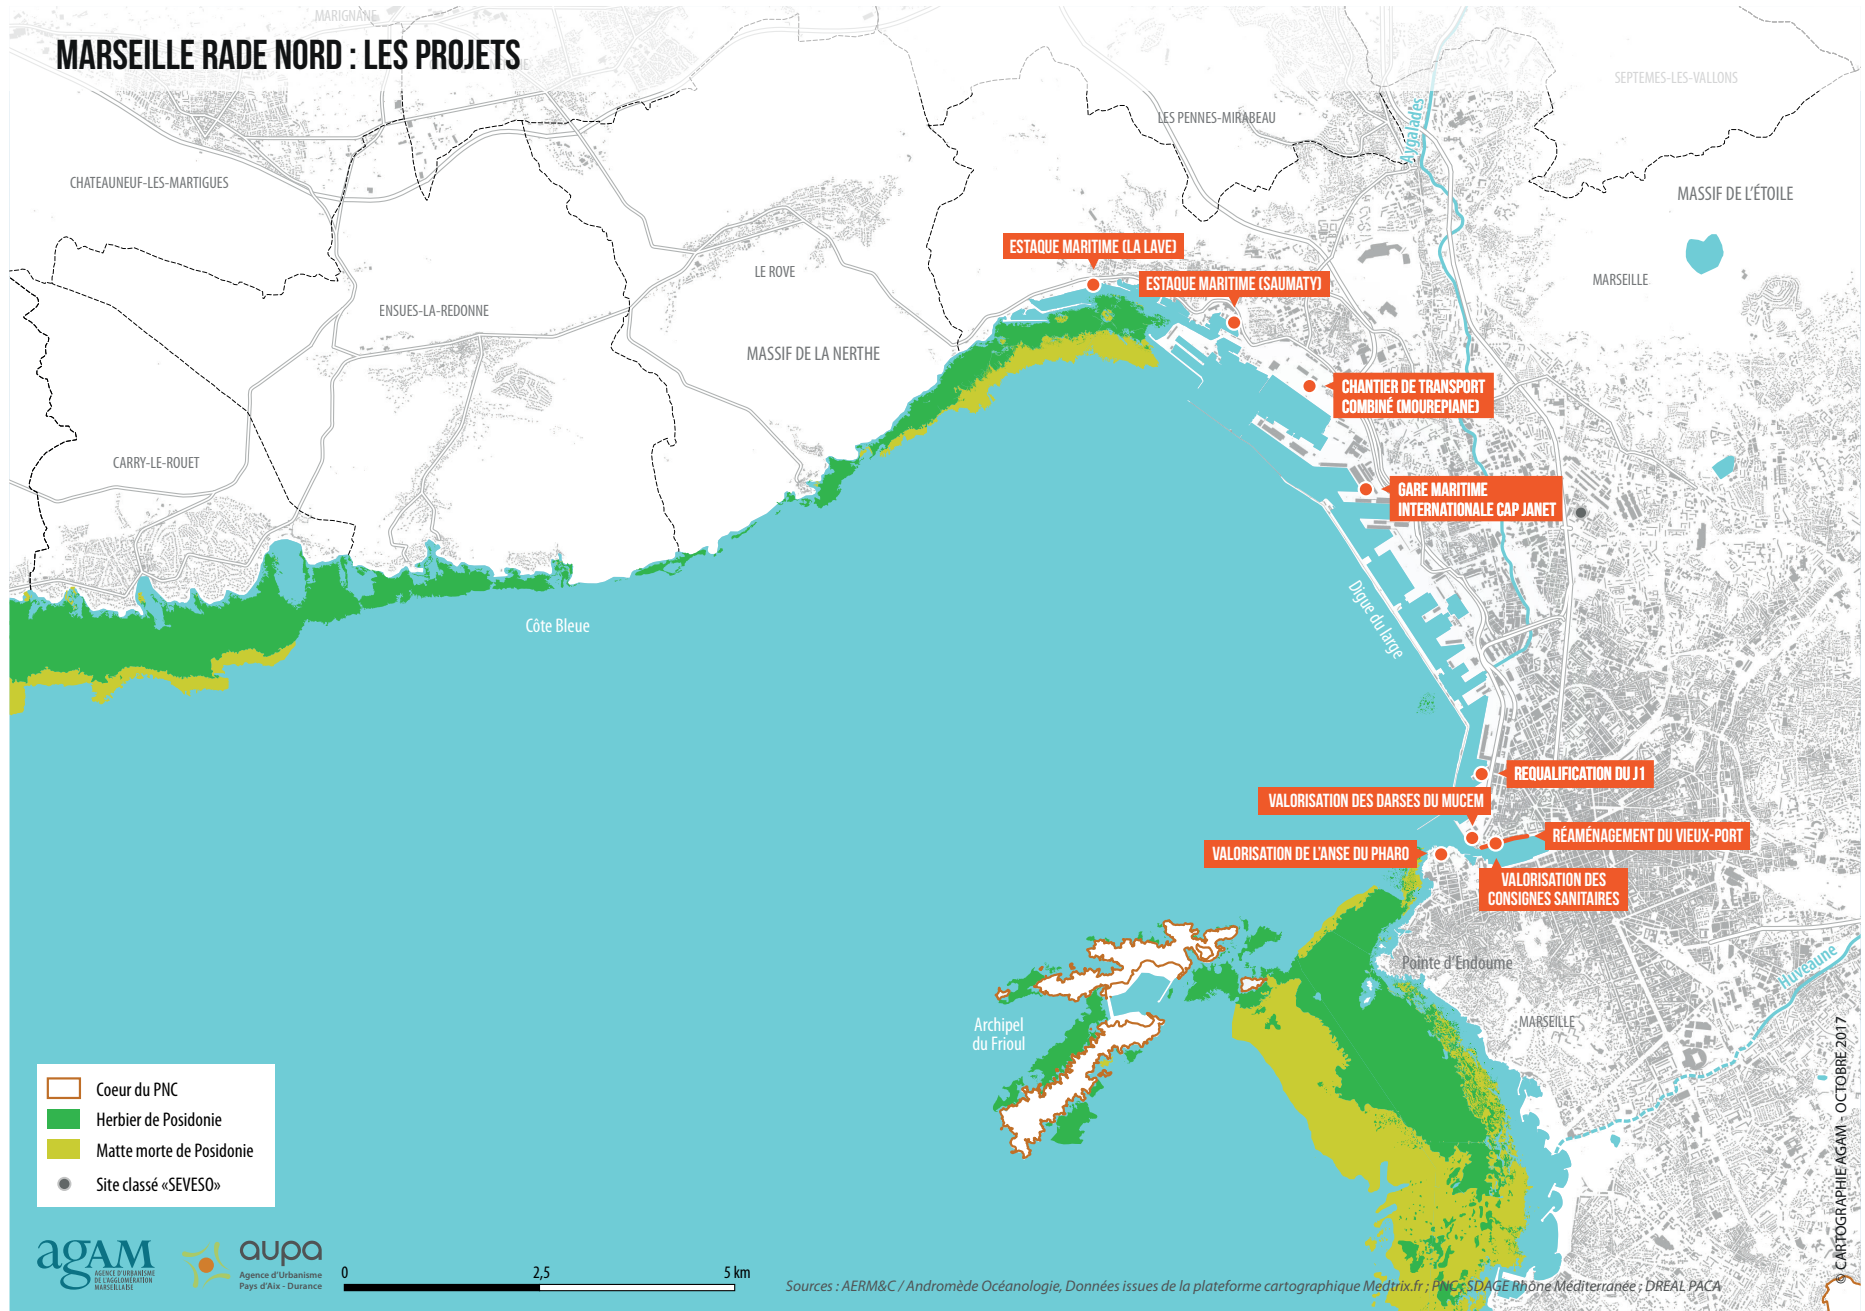 MARIGNANE
MARSEILLE RADE NORD : LES PROJETS
SEPTEMES-LES-VALLONS
LES PENNES-MIRABEAU
Aygalades
CHATEAUNEUF-LES-MARTIGUES
MASSIF DE L'ÉTOILE
ESTAQUE MARITIME (LA LAVE)
LE ROVE
ESTAQUE MARITIME (SAUMATY)
MARSEILLE
ENSUES-LA-REDONNE
MASSIF DE LA NERTHE
CHANTIER DE TRANSPORT
COMBINÉ (MOUREPIANE)
CARRY-LE-ROUET
GARE MARITIME
INTERNATIONALE CAP JANET
Digue du large
Côte Bleue
REQUALIFICATION DU J1
VALORISATION DES DARSES DU MUCEM
RÉAMÉNAGEMENT DU VIEUX-PORT
VALORISATION DE L'ANSE DU PHARO
VALORISATION DES
CONSIGNES SANITAIRES
Pointe d'Endoume
Huveaune
MARSEILLE
Archipel
du Frioul
Coeur du PNC
Herbier de Posidonie
Matte morte de Posidonie
Site classé «SEVESO»
agAM
AGENCE D'URBANISME
DE L'AGGLOMÉRATION
MARSEILLAISE
aupa
Agence d'Urbanisme
Pays d'Aix - Durance
0 2,5 5 km
Sources : AERM&C / Andromède Océanologie, Données issues de la plateforme cartographique Medtrix.fr ; PNC ; SDAGE Rhône Méditerranée ; DREAL PACA
© CARTOGRAPHIE AGAM - OCTOBRE 2017